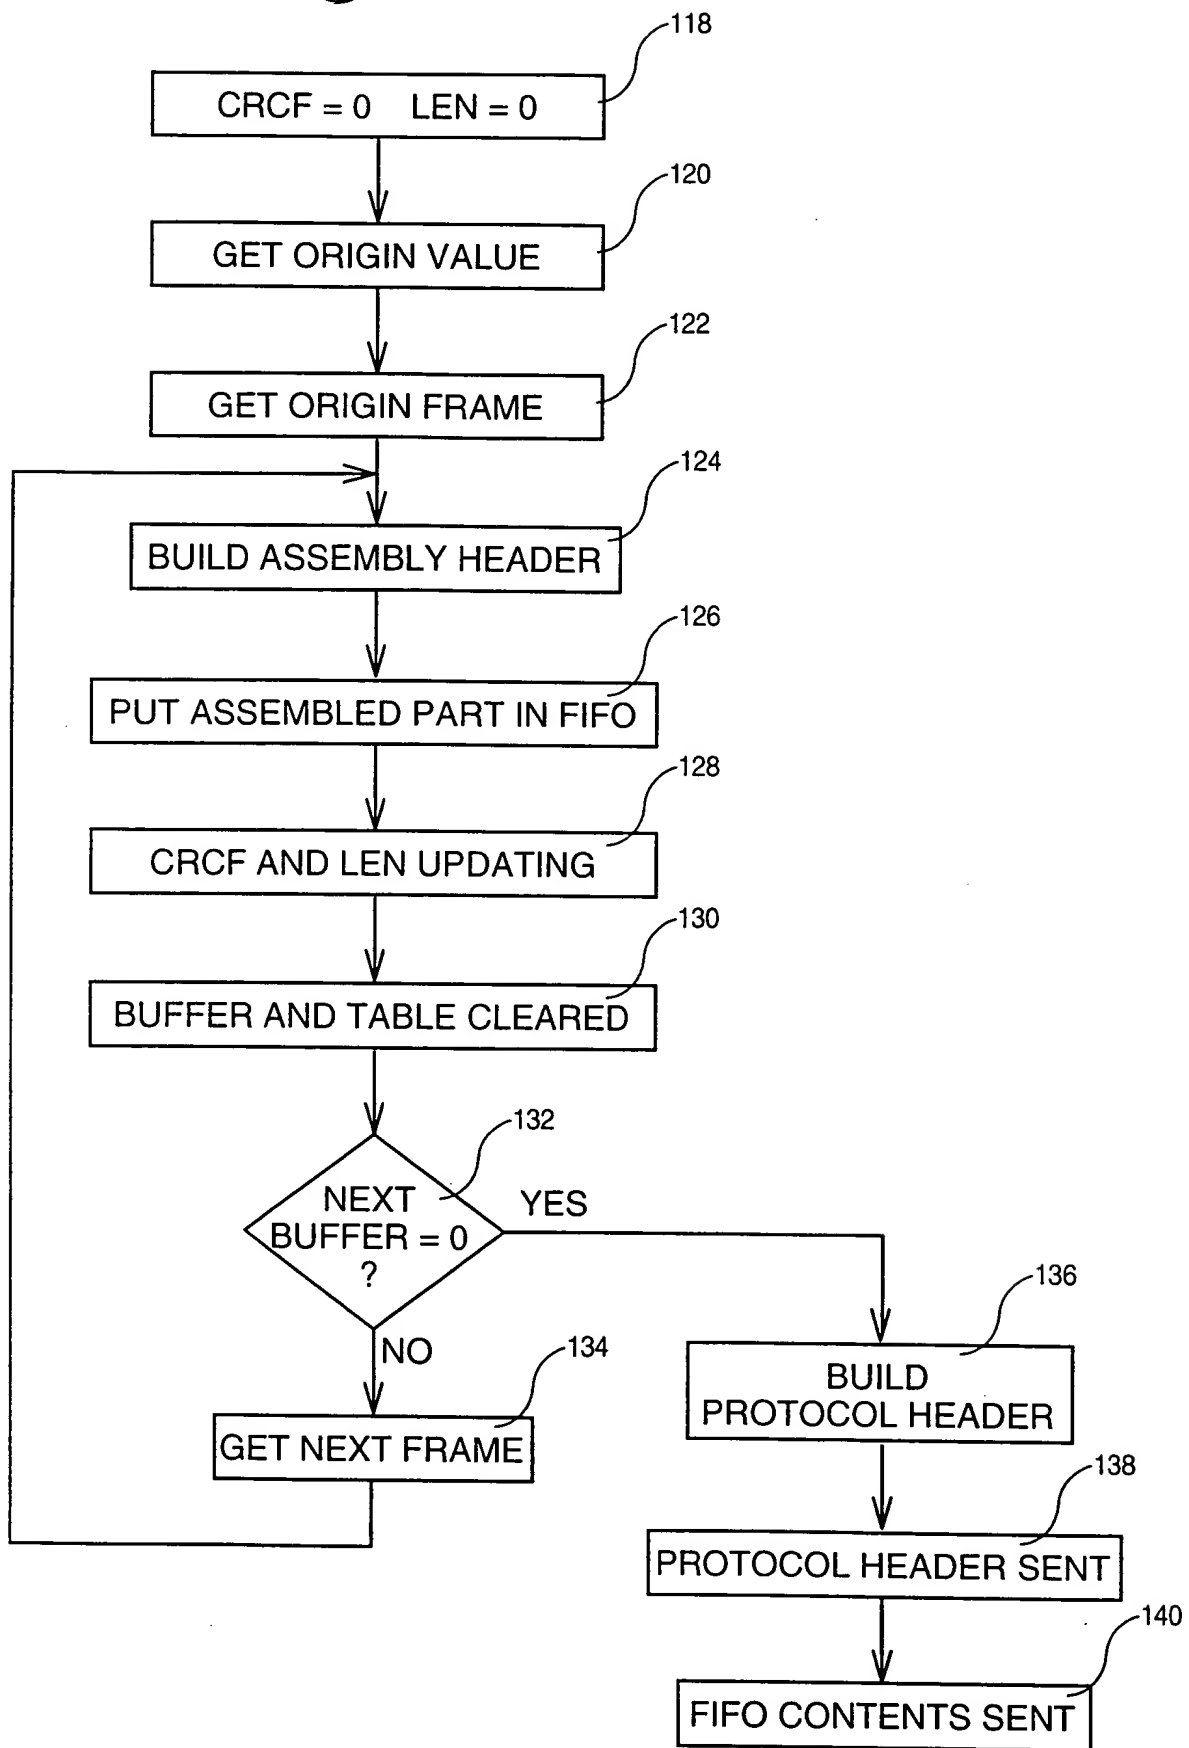 118
CRCF = 0 LEN = 0
120
GET ORIGIN VALUE
122
GET ORIGIN FRAME
124
BUILD ASSEMBLY HEADER
126
PUT ASSEMBLED PART IN FIFO
128
CRCF AND LEN UPDATING
130
BUFFER AND TABLE CLEARED
132
NEXT
BUFFER = 0
?
YES
NO
134
GET NEXT FRAME
136
BUILD
PROTOCOL HEADER
138
PROTOCOL HEADER SENT
140
FIFO CONTENTS SENT